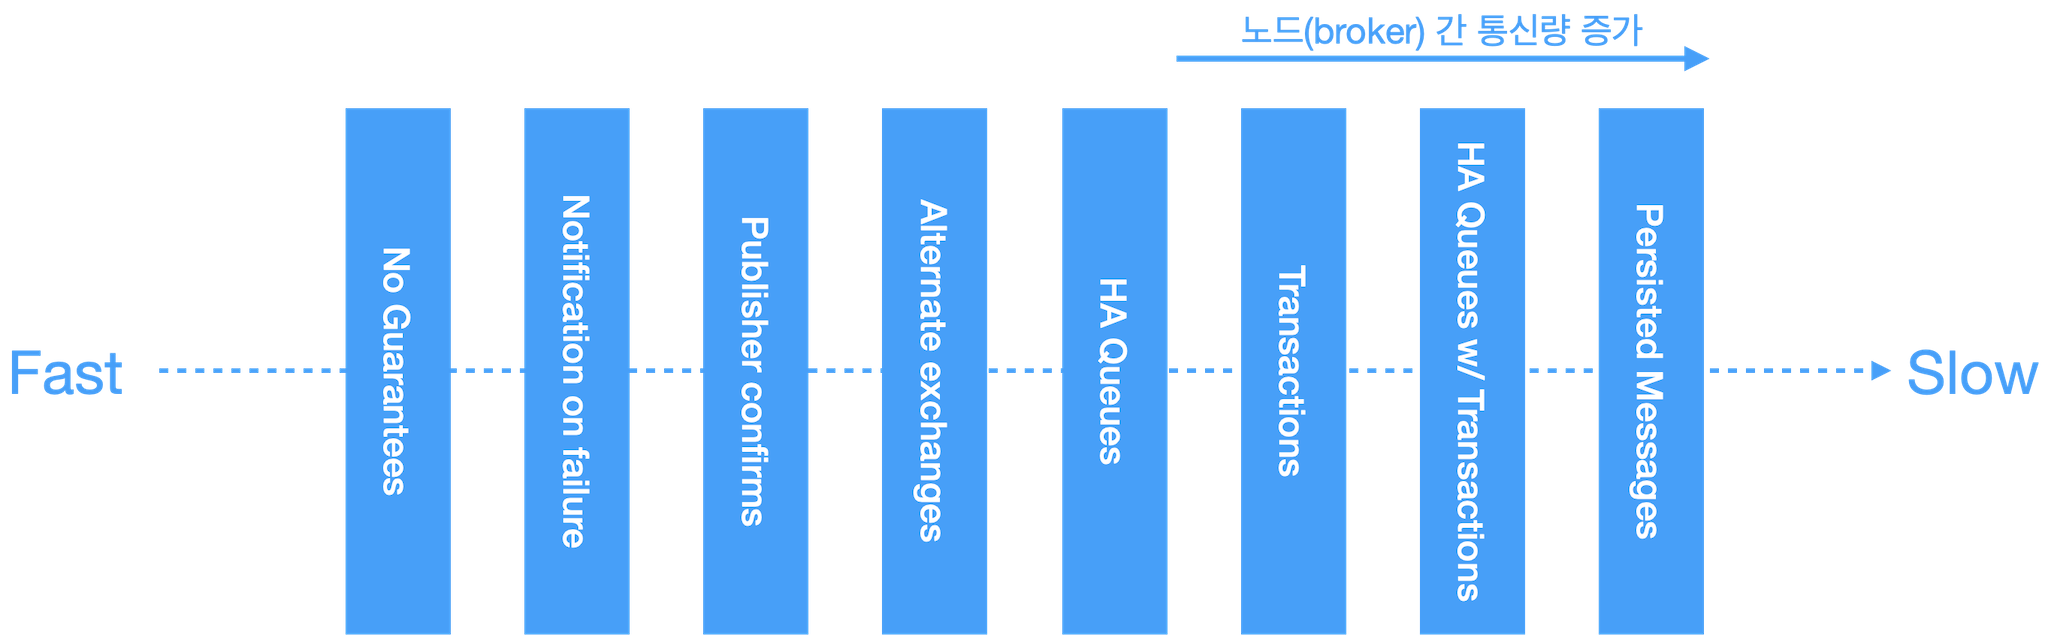 노드(broker) 간 통신량 증가
Fast
No Guarantees
Notification on failure
Publisher confirms
Alternate exchanges
HA Queues
Transactions
HA Queues w/ Transactions
Persisted Messages
Slow